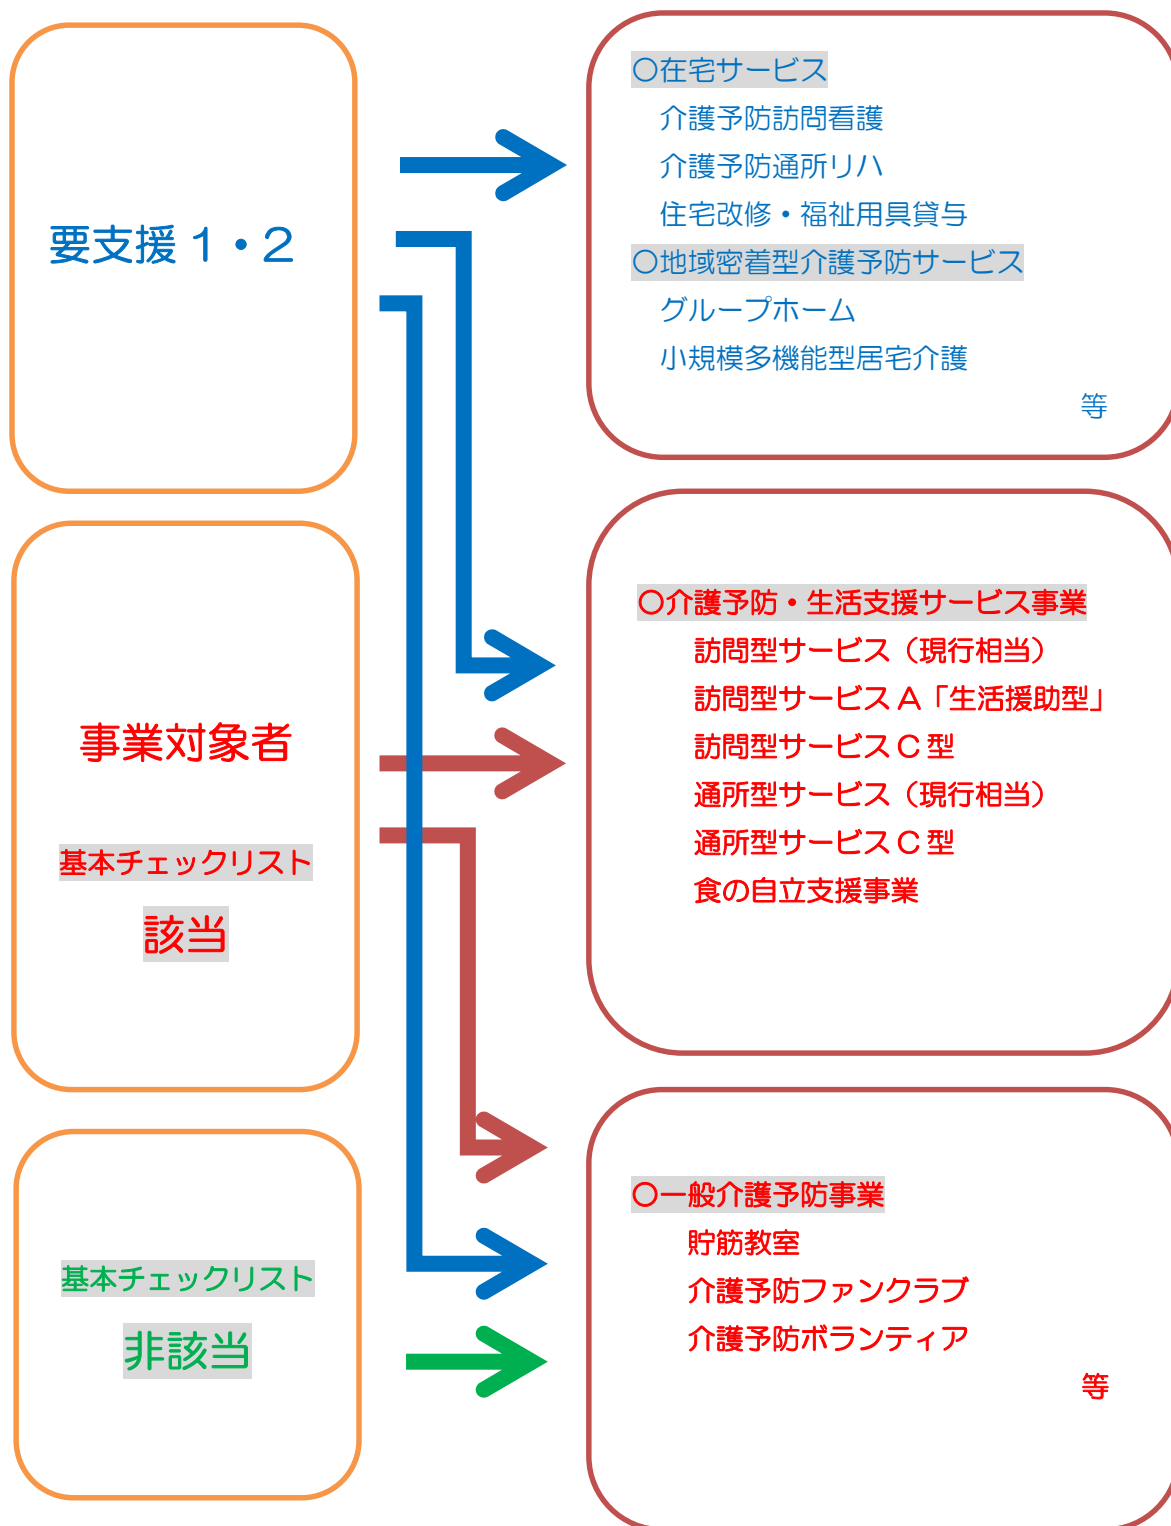 要支援1・2
〇在宅サービス
介護予防訪問看護
介護予防通所リハ
住宅改修・福祉用具貸与
〇地域密着型介護予防サービス
グループホーム
小規模多機能型居宅介護
等
事業対象者
基本チェックリスト
該当
〇介護予防・生活支援サービス事業
訪問型サービス（現行相当）
訪問型サービスA「生活援助型」
訪問型サービスC型
通所型サービス（現行相当）
通所型サービスC型
食の自立支援事業
基本チェックリスト
非該当
〇一般介護予防事業
貯筋教室
介護予防ファンクラブ
介護予防ボランティア
等